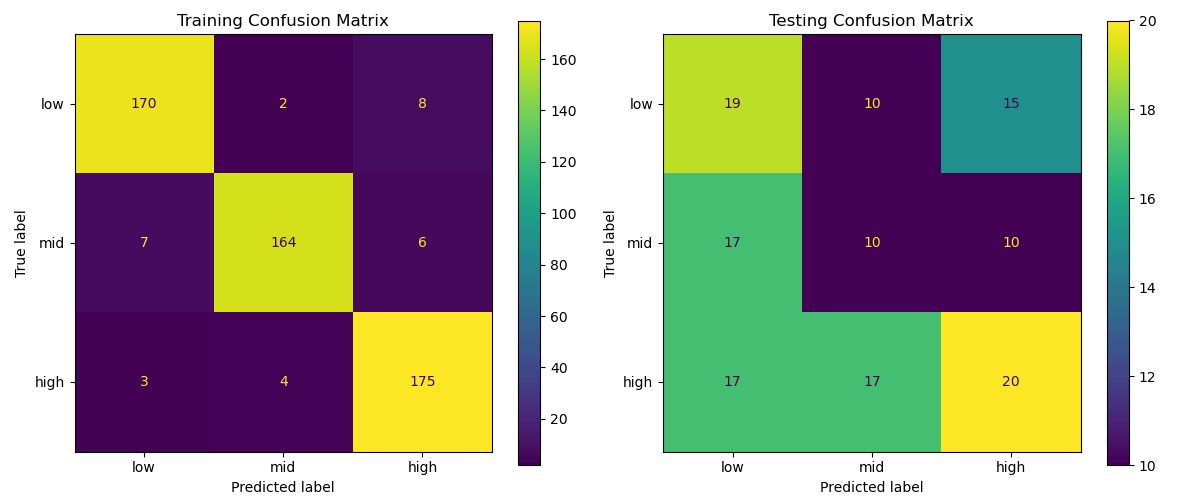 Training Confusion Matrix
True label
low
mid
high
170 2 8
7 164 6
3 4 175
low mid high
Predicted label
160
140
120
100
80
60
40
20
Testing Confusion Matrix
True label
low
mid
high
19 10 15
17 10 10
17 17 20
low mid high
Predicted label
20
18
16
14
12
10